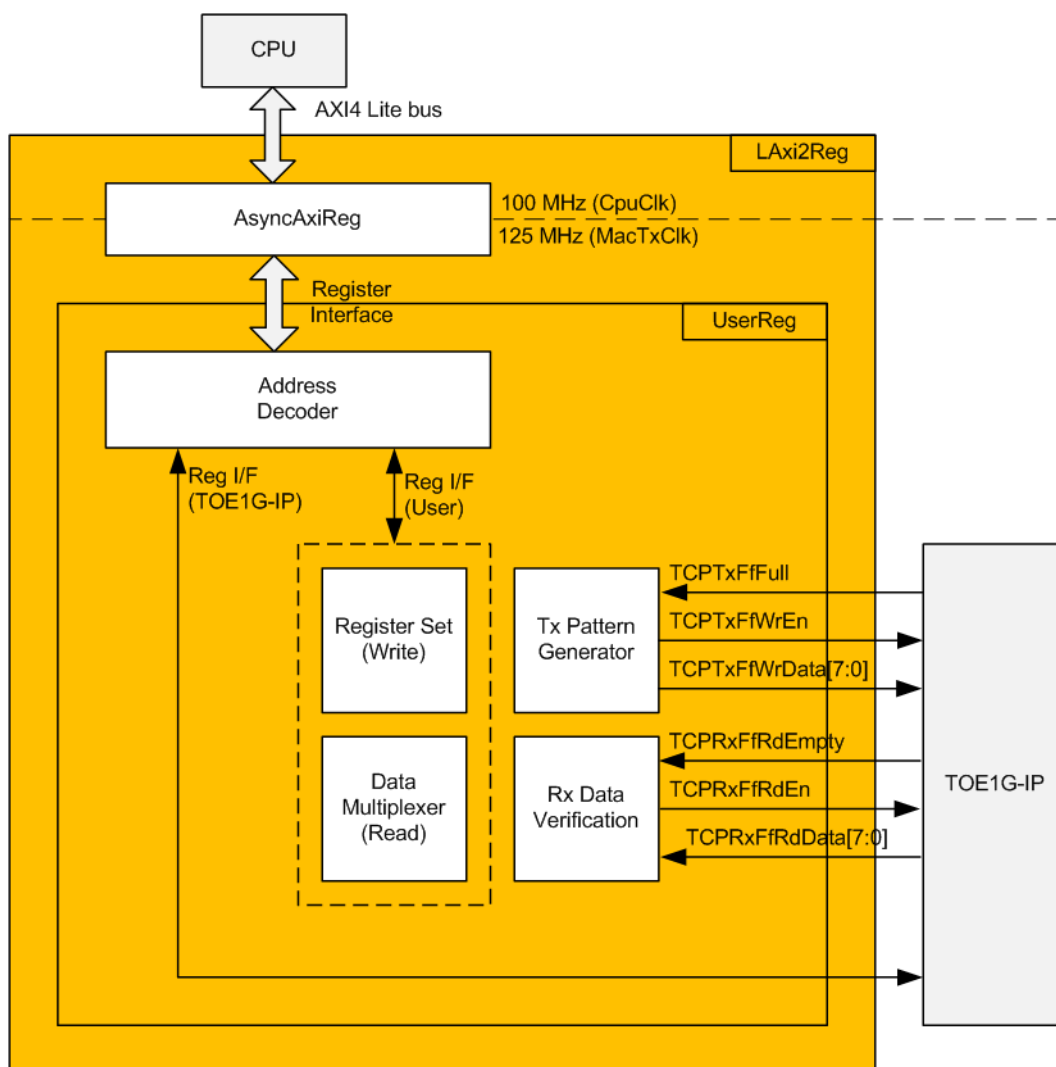 CPU
AXI4 Lite bus
LAxi2Reg
AsyncAxiReg
100 MHz (CpuClk)
125 MHz (MacTxClk)
Register
Interface
UserReg
Address
Decoder
Reg I/F
(TOE1G-IP)
Reg I/F
(User)
Register Set
(Write)
Tx Pattern
Generator
TCPTxFfFull
TCPTxFfWrEn
TCPTxFfWrData[7:0]
Data
Multiplexer
(Read)
Rx Data
Verification
TCPRxFfRdEmpty
TCPRxFfRdEn
TCPRxFfRdData[7:0]
TOE1G-IP